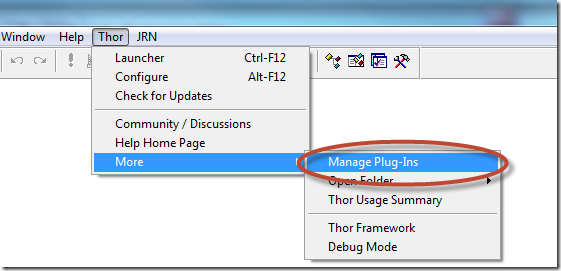 Window Help Thor JRN
Launcher Ctrl-F12
Configure Alt-F12
Check for Updates
Community / Discussions
Help Home Page
More
Manage Plug-Ins
Open Folder
Thor Usage Summary
Thor Framework
Debug Mode